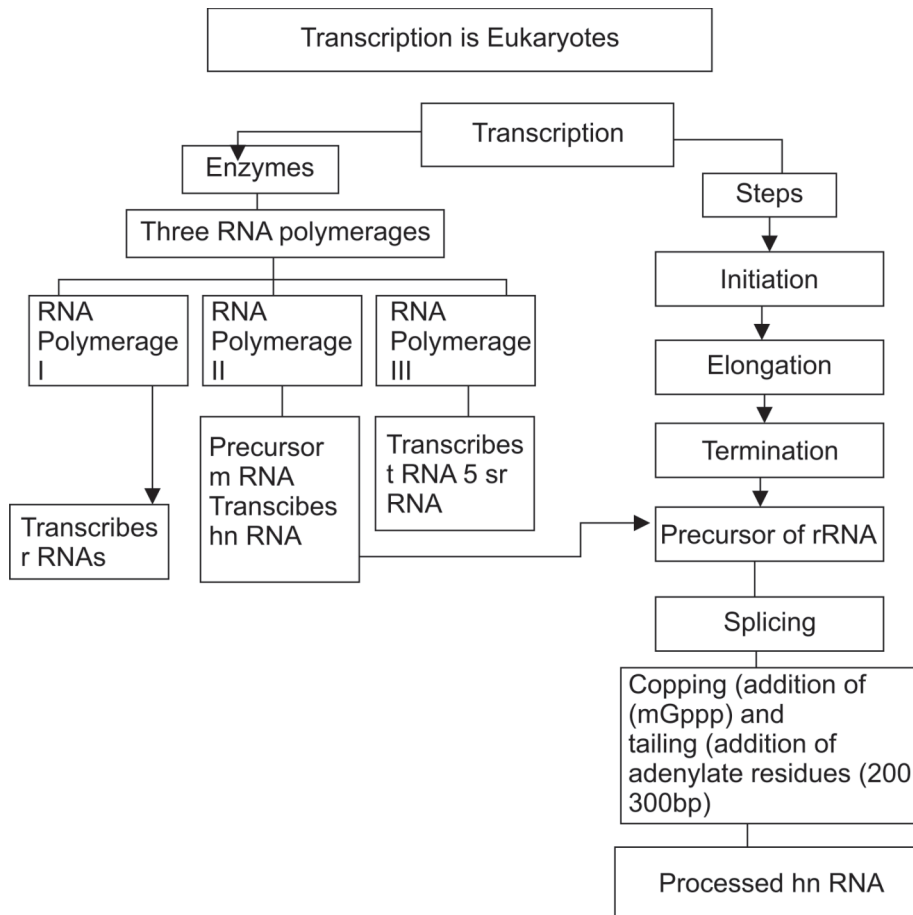 Transcription is Eukaryotes
Transcription
Enzymes
Steps
Three RNA polymerages
Initiation
RNA
Polymerage
I
RNA
Polymerage
II
RNA
Polymerage
III
Elongation
Precursor
m RNA
Transcibes
hn RNA
Transcribes
t RNA 5 sr
RNA
Termination
Transcribes
r RNAs
Precursor of rRNA
Splicing
Copping (addition of
(mGppp) and
tailing (addition of
adenylate residues (200
300bp)
Processed hn RNA